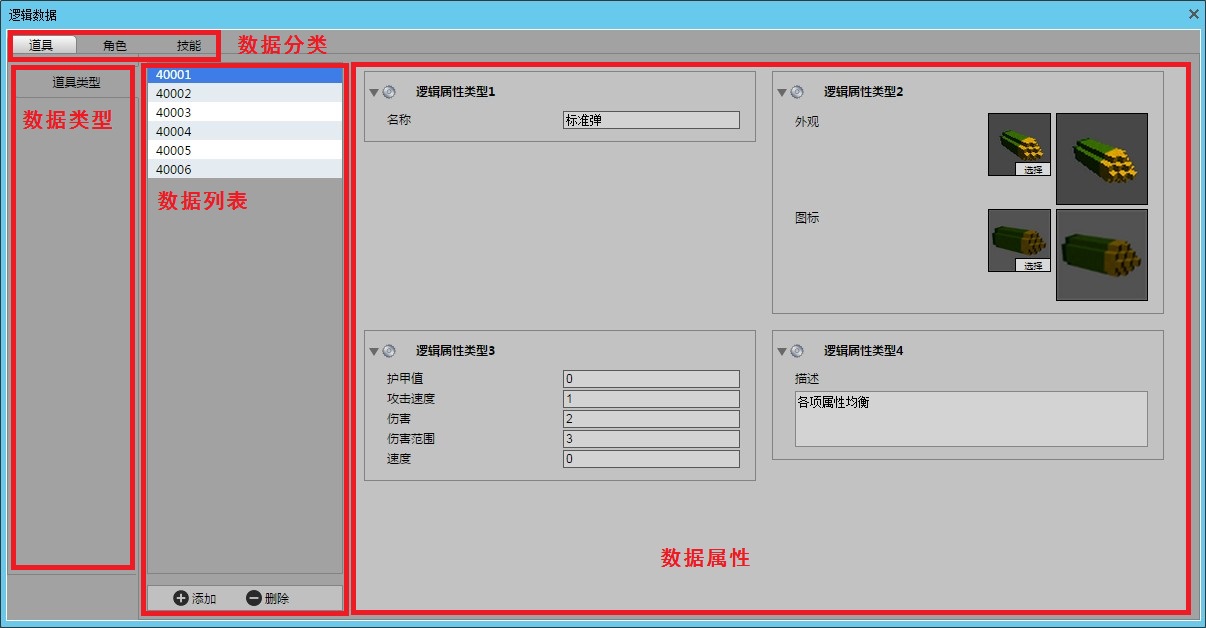 逻辑数据
道具 角色 技能 数据分类
道具类型
数据类型
40001
40002
40003
40004
40005
40006
数据列表
添加 删除
逻辑属性类型1
名称 标准弹
逻辑属性类型2
外观
选择
图标
选择
逻辑属性类型3
护甲值 0
攻击速度 1
伤害 2
伤害范围 3
速度 0
逻辑属性类型4
描述
各项属性均衡
数据属性